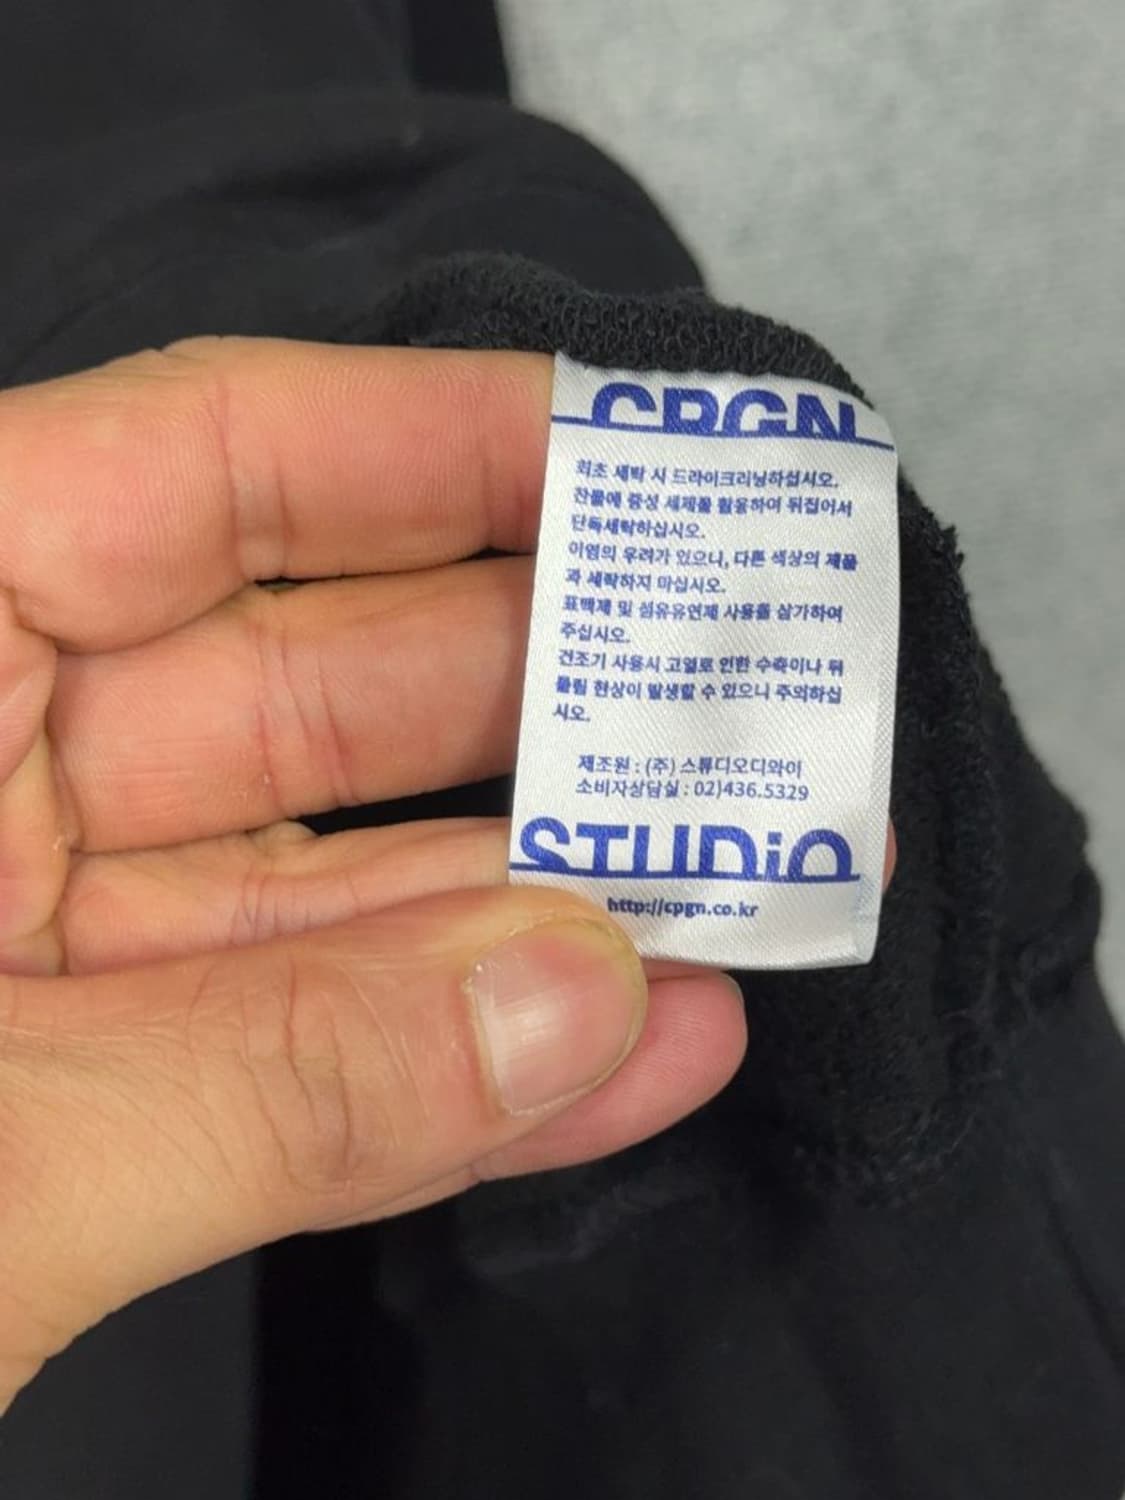 CPGN
최초 세탁 시 드라이크리닝하십시오.
찬물에 중성 세제를 활용하여 뒤집어서
단독세탁하십시오.
이염의 우려가 있으니, 다른 색상의 제품
과 세탁하지 마십시오.
표백제 및 섬유유연제 사용을 삼가하여
주십시오.
건조기 사용시 고열로 인한 수축이나 뒤
틀림 현상이 발생할 수 있으니 주의하십
시오.
제조원 : (주) 스튜디오디와이
소비자상담실 : 02)436.5329
STUDiO
http://cpgn.co.kr